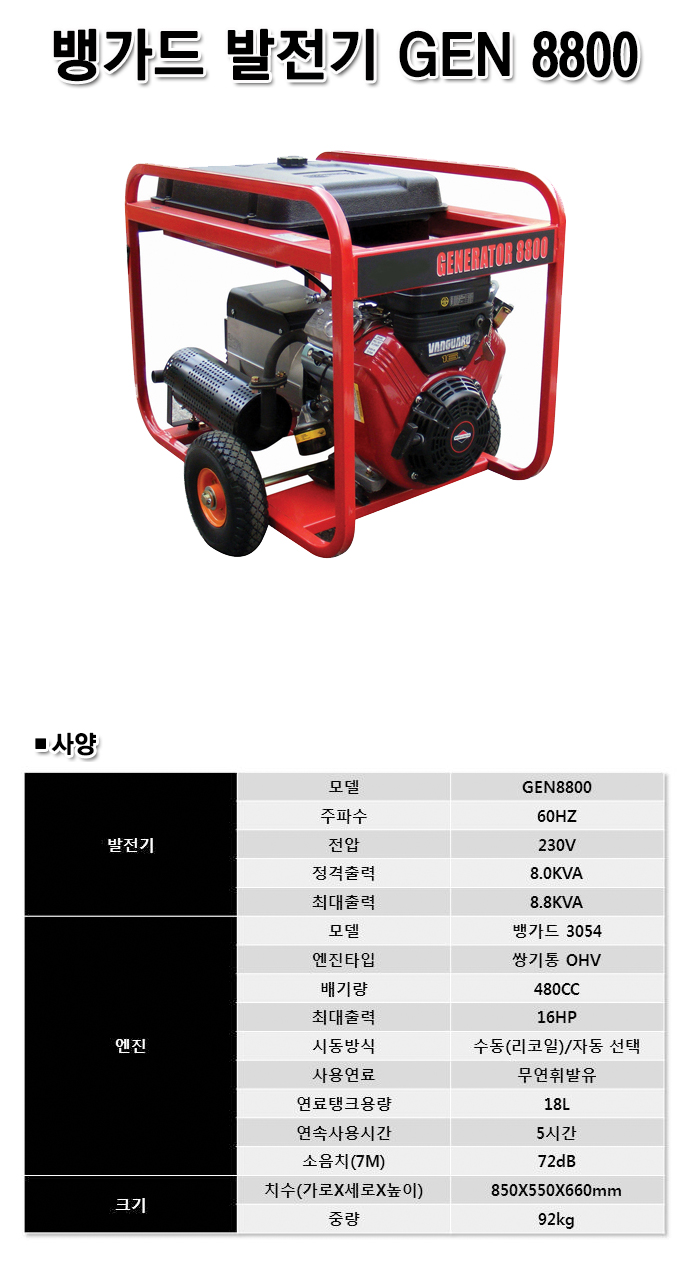 뱅가드 발전기 GEN 8800
GENERATOR 8800
VANGUARD
■ 사양
발전기
모델 GEN8800
주파수 60HZ
전압 230V
정격출력 8.0KVA
최대출력 8.8KVA
엔진
모델 뱅가드 3054
엔진타입 쌍기통 OHV
배기량 480CC
최대출력 16HP
시동방식 수동(리코일)/자동 선택
사용연료 무연휘발유
연료탱크용량 18L
연속사용시간 5시간
소음치(7M) 72dB
크기
치수(가로X세로X높이) 850X550X660mm
중량 92kg